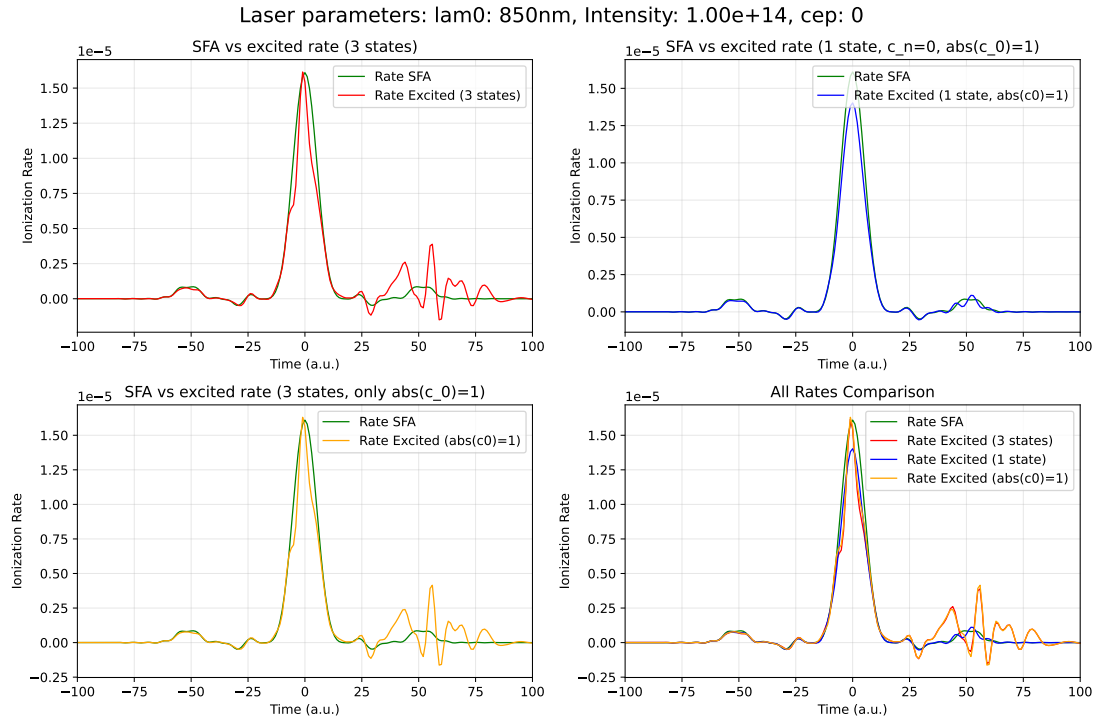 Laser parameters: lam0: 850nm, Intensity: 1.00e+14, cep: 0
SFA vs excited rate (3 states)
1e−5
Rate SFA
Rate Excited (3 states)
1.50
1.25
1.00
0.75
0.50
0.25
0.00
Ionization Rate
−100
−75
−50
−25
0
25
50
75
100
Time (a.u.)
SFA vs excited rate (1 state, c_n=0, abs(c_0)=1)
1e−5
Rate SFA
Rate Excited (1 state, abs(c0)=1)
1.50
1.25
1.00
0.75
0.50
0.25
0.00
Ionization Rate
−100
−75
−50
−25
0
25
50
75
100
Time (a.u.)
SFA vs excited rate (3 states, only abs(c_0)=1)
1e−5
Rate SFA
Rate Excited (abs(c0)=1)
1.50
1.25
1.00
0.75
0.50
0.25
0.00
−0.25
Ionization Rate
−100
−75
−50
−25
0
25
50
75
100
Time (a.u.)
All Rates Comparison
1e−5
Rate SFA
Rate Excited (3 states)
Rate Excited (1 state)
Rate Excited (abs(c0)=1)
1.50
1.25
1.00
0.75
0.50
0.25
0.00
−0.25
Ionization Rate
−100
−75
−50
−25
0
25
50
75
100
Time (a.u.)